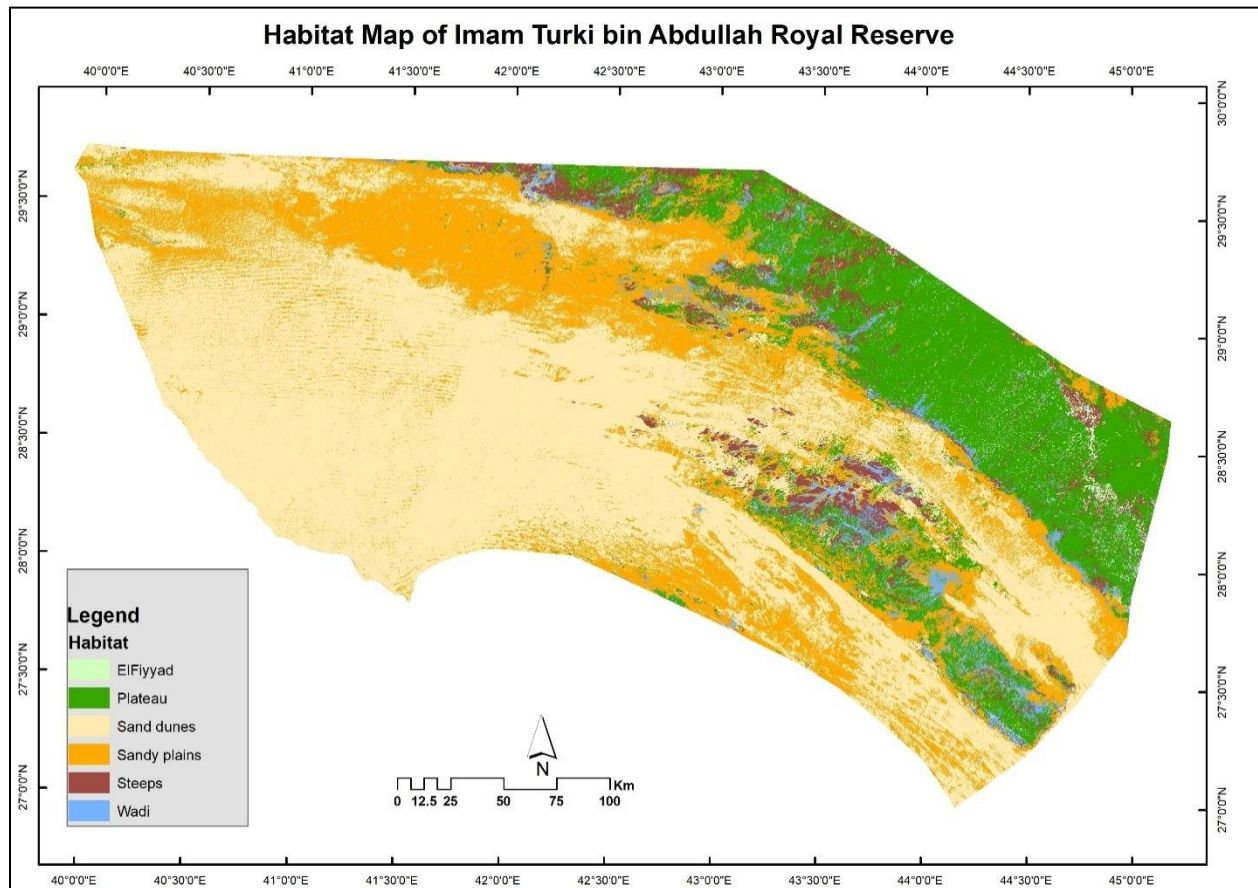 Habitat Map of Imam Turki bin Abdullah Royal Reserve
40°0'0"E 40°30'0"E 41°0'0"E 41°30'0"E 42°0'0"E 42°30'0"E 43°0'0"E 43°30'0"E 44°0'0"E 44°30'0"E 45°0'0"E
30°0'0"N
29°30'0"N
29°30'0"N
29°0'0"N
29°0'0"N
28°30'0"N
28°30'0"N
28°0'0"N
28°0'0"N
27°30'0"N
27°30'0"N
27°0'0"N
27°0'0"N
Legend
Habitat
ElFiyyad
Plateau
Sand dunes
Sandy plains
Steeps
Wadi
N
Km
0 12.5 25 50 75 100
40°0'0"E 40°30'0"E 41°0'0"E 41°30'0"E 42°0'0"E 42°30'0"E 43°0'0"E 43°30'0"E 44°0'0"E 44°30'0"E 45°0'0"E